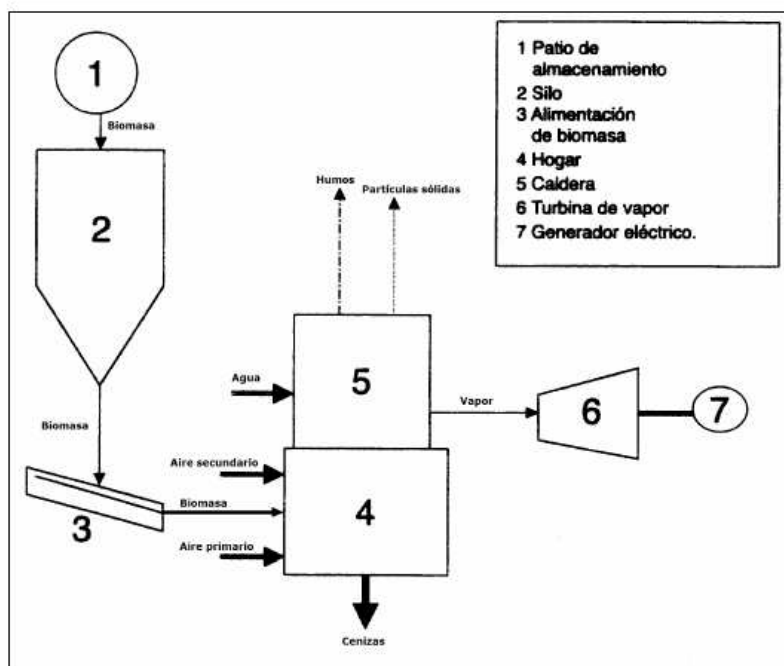 1 Patio de
almacenamiento
2 Silo
3 Alimentación
de biomasa
4 Hogar
5 Caldera
6 Turbina de vapor
7 Generador eléctrico.
1
Biomasa
2
Humos
Partículas sólidas
Agua
5
Vapor
6
7
Biomasa
Aire secundario
Biomasa
3
4
Aire primario
Cenizas